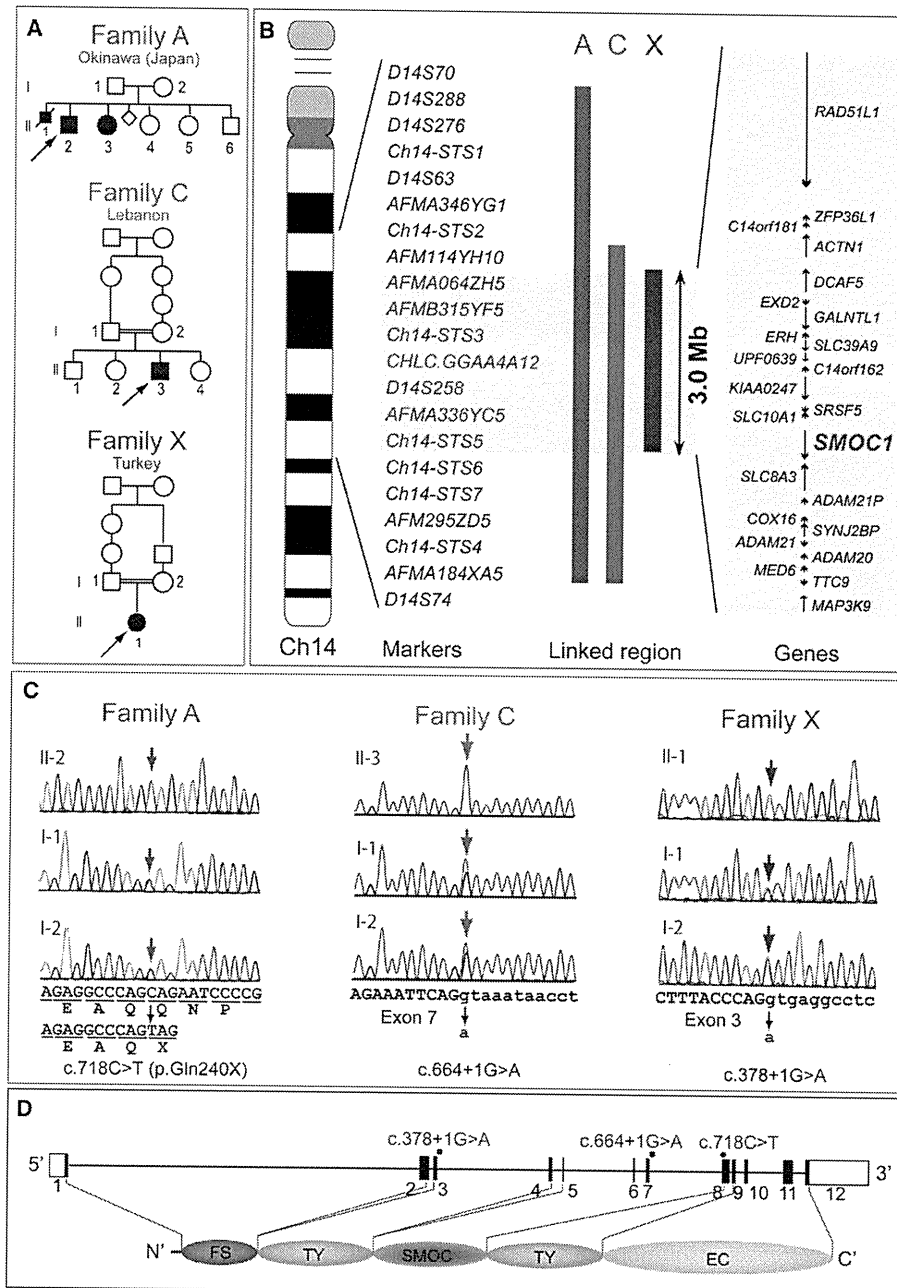 A
Family A
Okinawa (Japan)
I
1
2
II
1
2
3
4
5
6
Family C
Lebanon
I
1
2
II
1
2
3
4
Family X
Turkey
I
1
2
II
1
B
A C X
D14S70
D14S288
D14S276
Ch14-STS1
D14S63
AFMA346YG1
Ch14-STS2
AFM114YH10
AFMA064ZH5
AFMB315YF5
Ch14-STS3
CHLC.GGAA4A12
D14S258
AFMA336YC5
Ch14-STS5
Ch14-STS6
Ch14-STS7
AFM295ZD5
Ch14-STS4
AFMA184XA5
D14S74
3.0 Mb
RAD51L1
ZFP36L1
C14orf181
ACTN1
DCAF5
EXD2
GALNTL1
ERH
SLC39A9
UPF0639
C14orf162
KIAA0247
SRSF5
SLC10A1
SMOC1
SLC8A3
ADAM21P
COX16
SYNJ2BP
ADAM21
ADAM20
MED6
TTC9
MAP3K9
Ch14
Markers
Linked region
Genes
C
Family A
II-2
I-1
I-2
AGAGGCCCAGCAGAATCCCCG
E A Q Q N P
AGAGGCCCAGTAG
E A Q X
c.718C>T (p.Gln240X)
Family C
II-3
I-1
I-2
AGAAATTCAGgtaaataacct
Exon 7
a
c.664+1G>A
Family X
II-1
I-1
I-2
CTTTACCCAGgtgaggcctc
Exon 3
a
c.378+1G>A
D
c.378+1G>A
c.664+1G>A
c.718C>T
5'
3'
1 2 3 4 5 6 7 8 9 10 11 12
N'
FS
TY
SMOC
TY
EC
C'